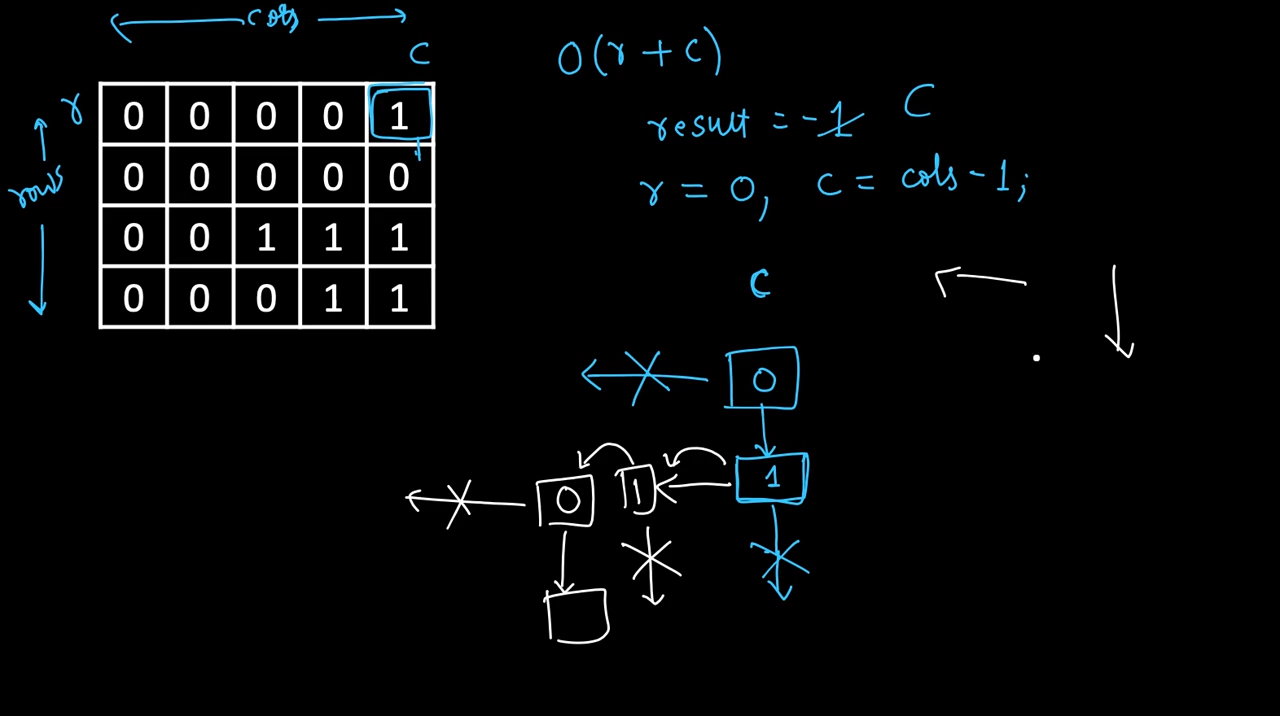 cols
c
O(r + c)
r 0 0 0 0 1
result = -1 C
rows 0 0 0 0 0
r = 0, c = cols - 1;
0 0 1 1 1
c
0 0 0 1 1
0
1
0 1